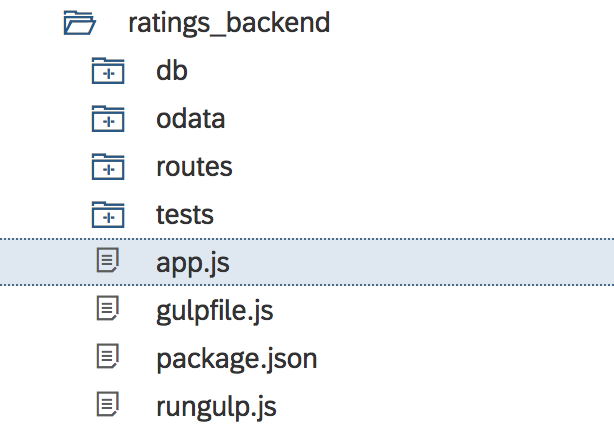 ratings_backend
db
odata
routes
tests
app.js
gulpfile.js
package.json
rungulp.js